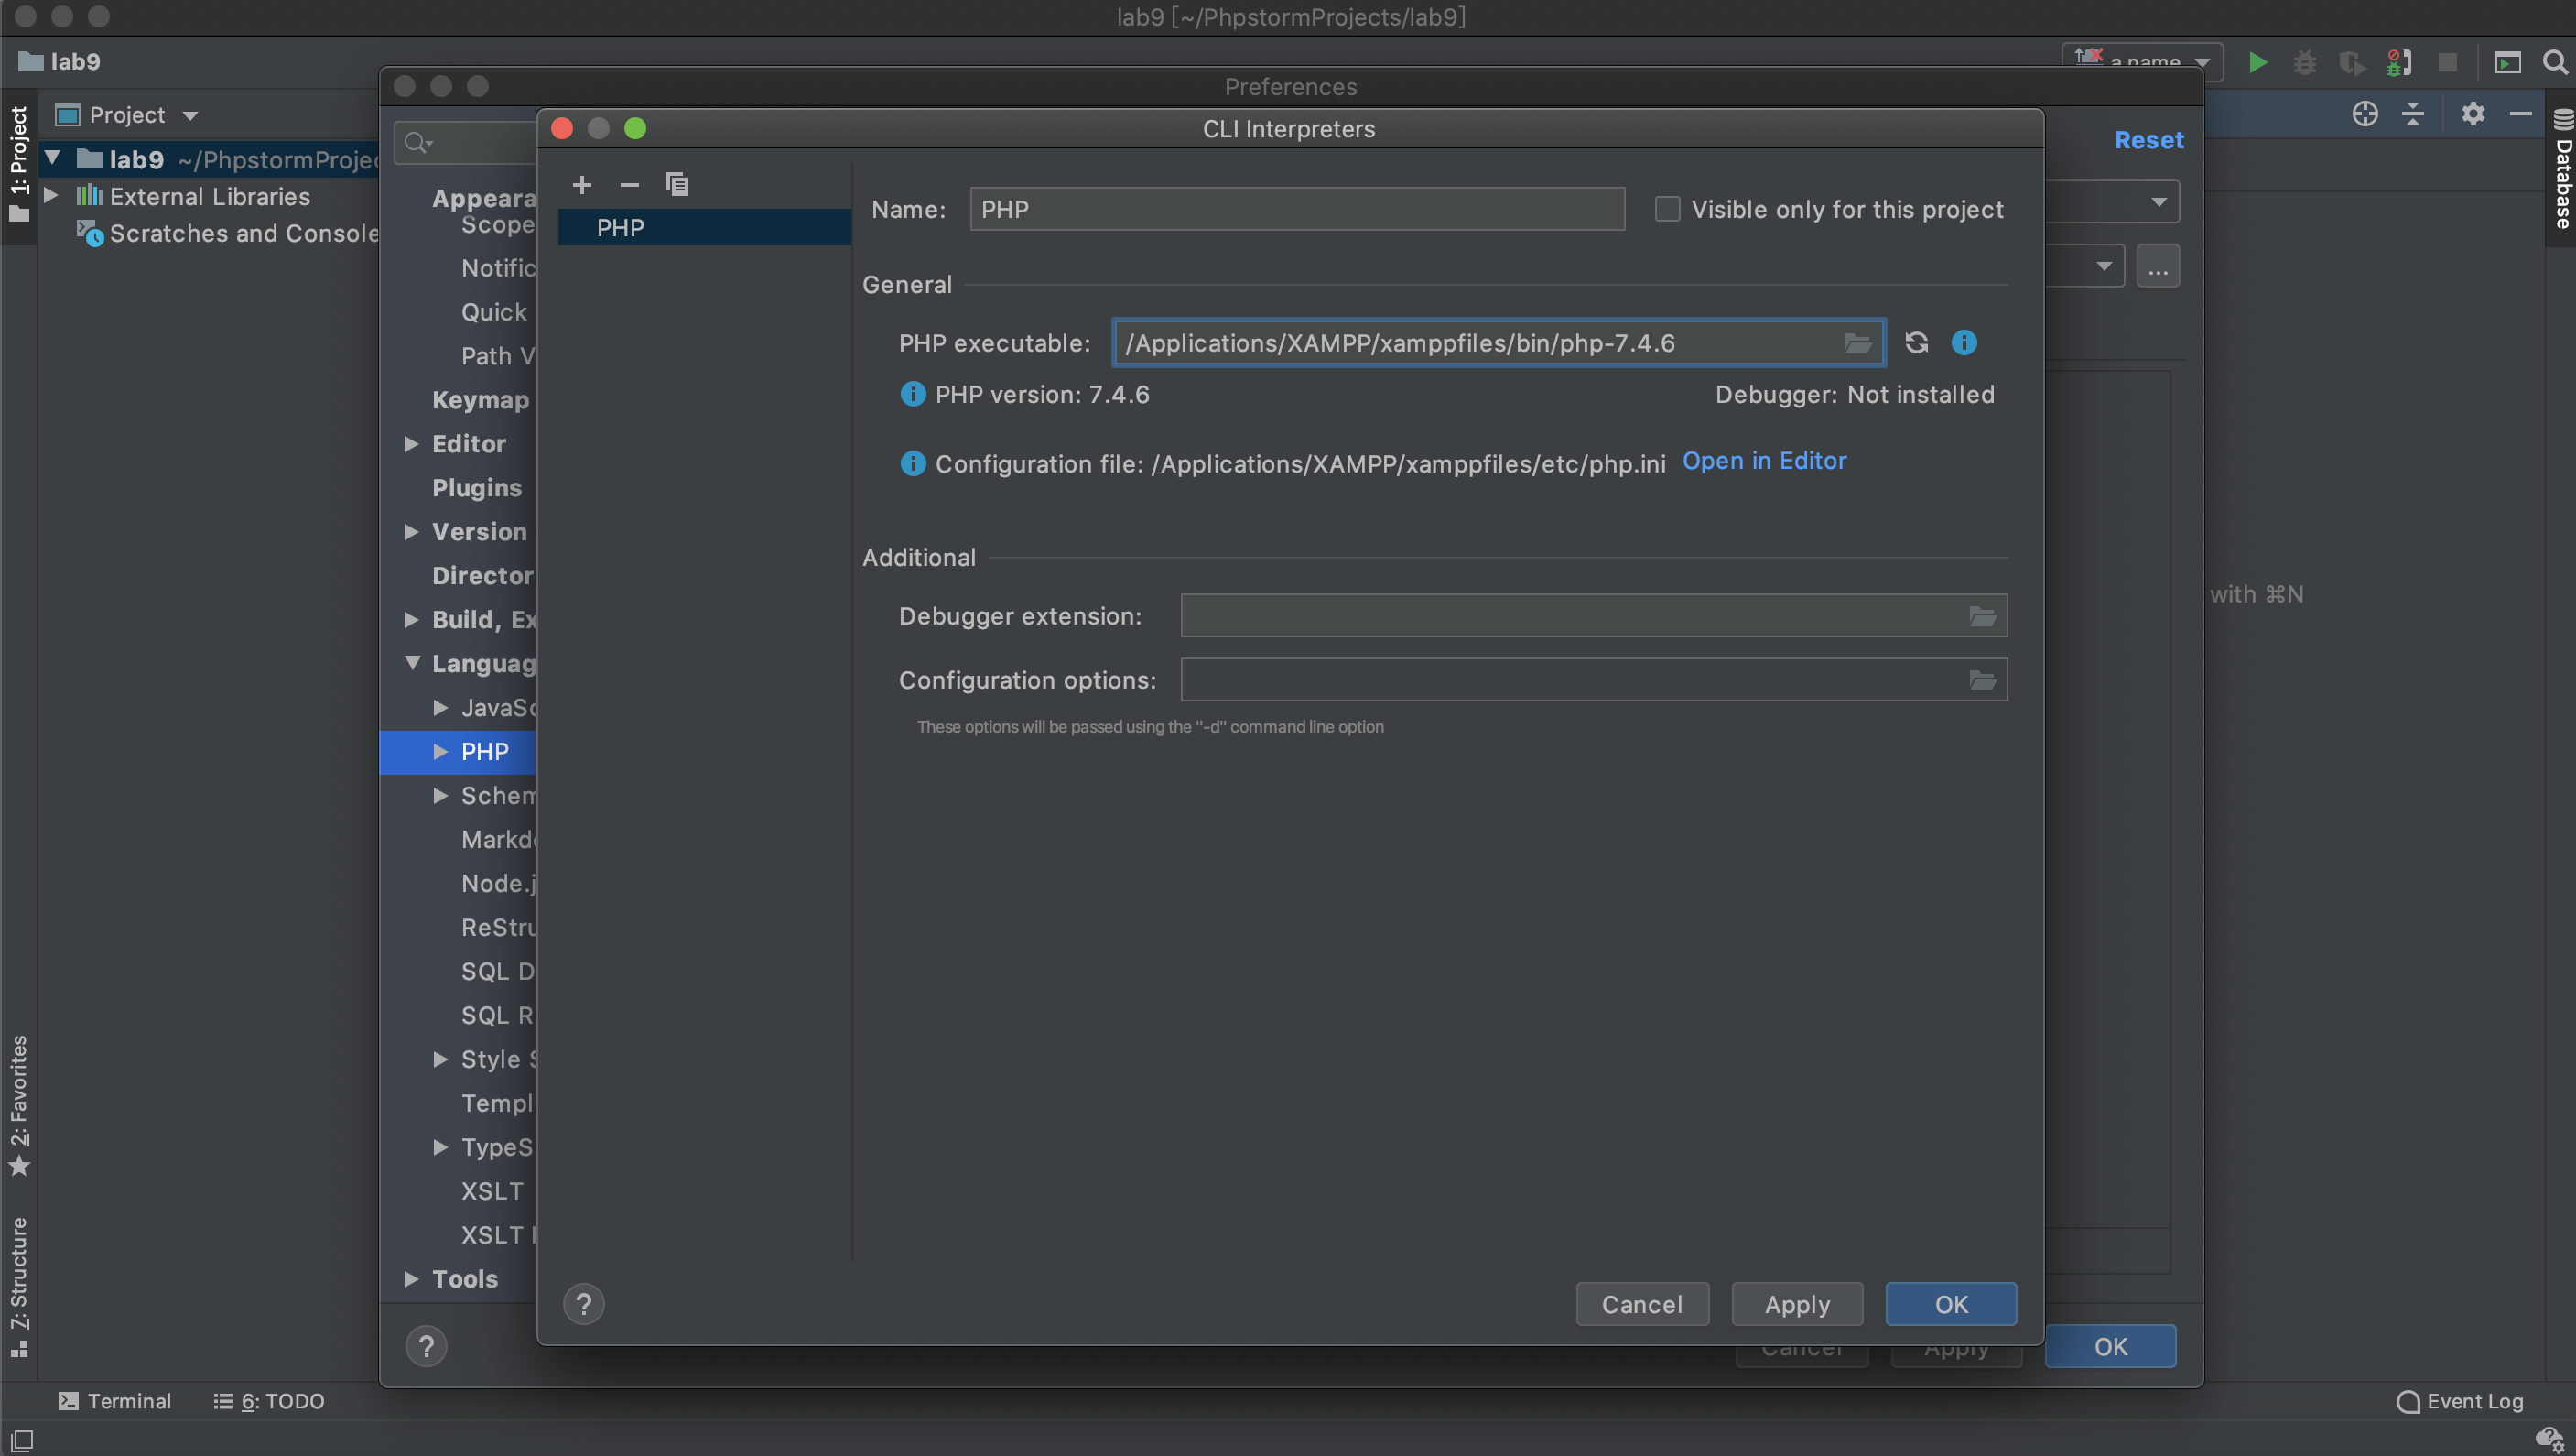 lab9 [~/PhpstormProjects/lab9]
lab9
a name
Preferences
Project
CLI Interpreters
Reset
1: Project
lab9 ~/PhpstormProjec
External Libraries
Scratches and Console
Database
Appeara
Scope
Notific
Quick
Path V
Keymap
Editor
Plugins
Version
Director
Build, Ex
Languag
JavaSc
PHP
Schem
Markd
Node.j
ReStru
SQL D
SQL R
Style S
Templ
TypeS
XSLT
XSLT
Tools
PHP
Name: PHP
Visible only for this project
General
PHP executable: /Applications/XAMPP/xamppfiles/bin/php-7.4.6
PHP version: 7.4.6
Debugger: Not installed
Configuration file: /Applications/XAMPP/xamppfiles/etc/php.ini Open in Editor
Additional
Debugger extension:
Configuration options:
These options will be passed using the "-d" command line option
...
with ⌘N
? Cancel Apply OK
? Cancel Apply OK
2: Favorites
7: Structure
Terminal
6: TODO
Event Log